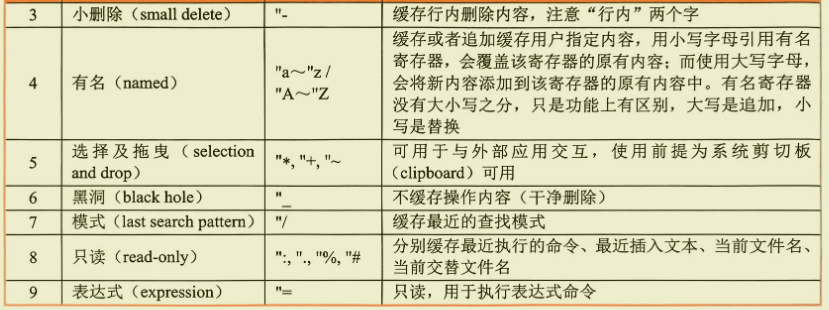 3 小删除（small delete） "- 缓存行内删除内容，注意“行内”两个字
4 有名（named） "a～"z / "A～"Z 缓存或者追加缓存用户指定内容，用小写字母引用有名
寄存器，会覆盖该寄存器的原有内容；而使用大写字母，
会将新内容添加到该寄存器的原有内容中。有名寄存器
没有大小写之分，只是功能上有区别，大写是追加，小
写是替换
5 选择及拖曳（selection
and drop） "*, "+, "~ 可用于与外部应用交互，使用前提为系统剪切板
（clipboard）可用
6 黑洞（black hole） "_ 不缓存操作内容（干净删除）
7 模式（last search pattern） "/ 缓存最近的查找模式
8 只读（read-only） ":, "., "%, "# 分别缓存最近执行的命令、最近插入文本、当前文件名、
当前交替文件名
9 表达式（expression） "= 只读，用于执行表达式命令